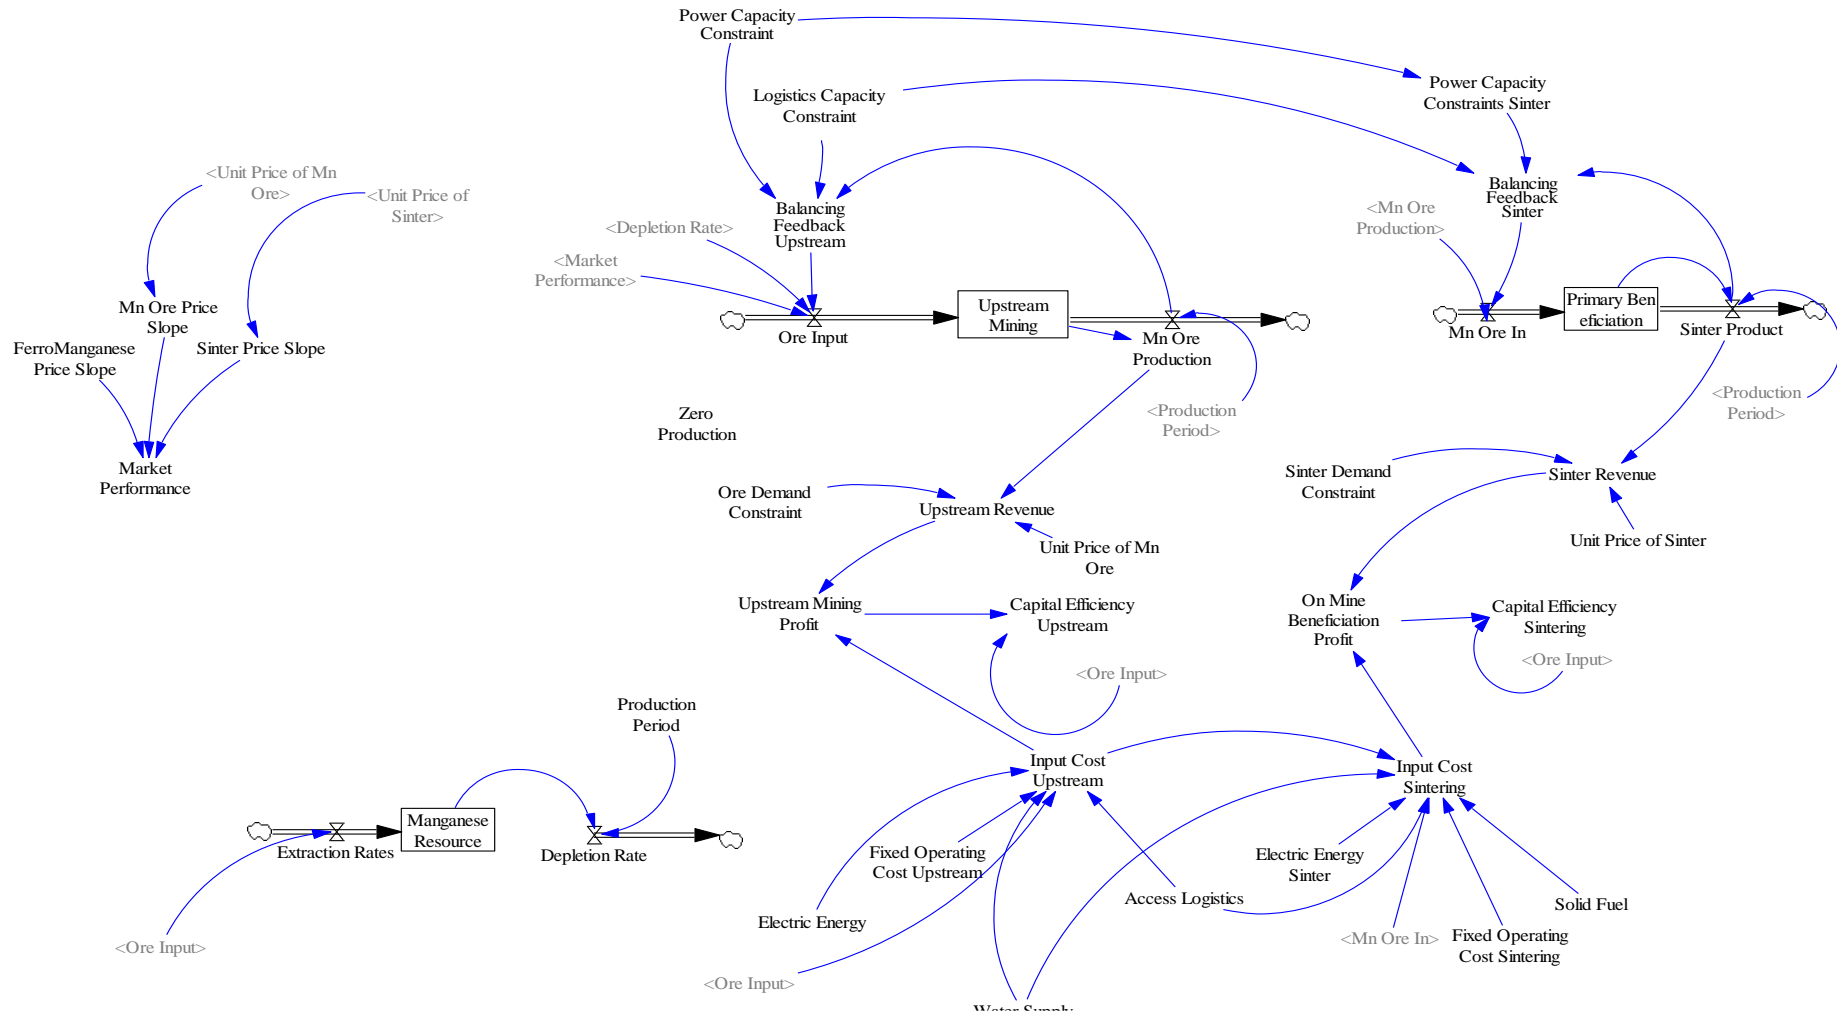 Power Capacity
Constraint
Logistics Capacity
Constraint
Power Capacity
Constraints Sinter
<Unit Price of Mn
Ore>
<Unit Price of
Sinter>
Balancing
Feedback
Upstream
<Depletion Rate>
<Market
Performance>
Balancing
Feedback
Sinter
<Mn Ore
Production>
Mn Ore Price
Slope
FerroManganese
Price Slope
Sinter Price Slope
Market
Performance
Ore Input
Upstream
Mining
Mn Ore
Production
<Production
Period>
Mn Ore In
Primary Ben
eficiation
Sinter Product
<Production
Period>
Zero
Production
Ore Demand
Constraint
Upstream Revenue
Unit Price of Mn
Ore
Sinter Demand
Constraint
Sinter Revenue
Unit Price of Sinter
Upstream Mining
Profit
Capital Efficiency
Upstream
<Ore Input>
On Mine
Beneficiation
Profit
Capital Efficiency
Sintering
<Ore Input>
Production
Period
Manganese
Resource
Extraction Rates
Depletion Rate
<Ore Input>
Input Cost
Upstream
Input Cost
Sintering
Fixed Operating
Cost Upstream
Electric Energy
<Ore Input>
Access Logistics
Electric Energy
Sinter
<Mn Ore In>
Fixed Operating
Cost Sintering
Solid Fuel
Water Supply